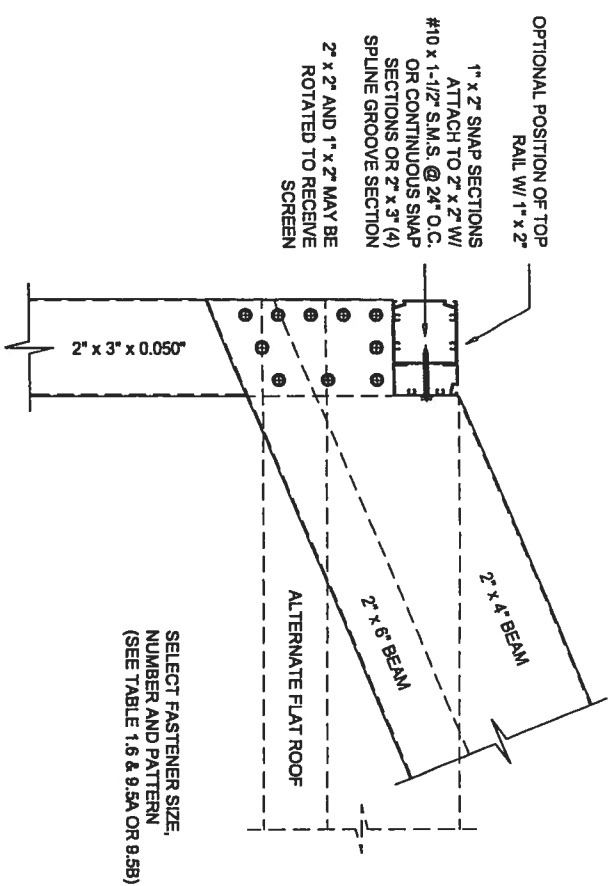 OPTIONAL POSITION OF TOP
RAIL W/ 1" x 2"
1" x 2" SNAP SECTIONS
ATTACH TO 2" x 2" W/
#10 x 1-1/2" S.M.S. @ 24" O.C.
OR CONTINUOUS SNAP
SECTIONS OR 2" x 3" (4)
SPLINE GROOVE SECTION
2" x 2" AND 1" x 2" MAY BE
ROTATED TO RECEIVE
SCREEN
2" x 3" x 0.050"
2" x 4" BEAM
2" x 6" BEAM
ALTERNATE FLAT ROOF
SELECT FASTENER SIZE,
NUMBER AND PATTERN
(SEE TABLE 1.6 & 9.5A OR 9.5B)